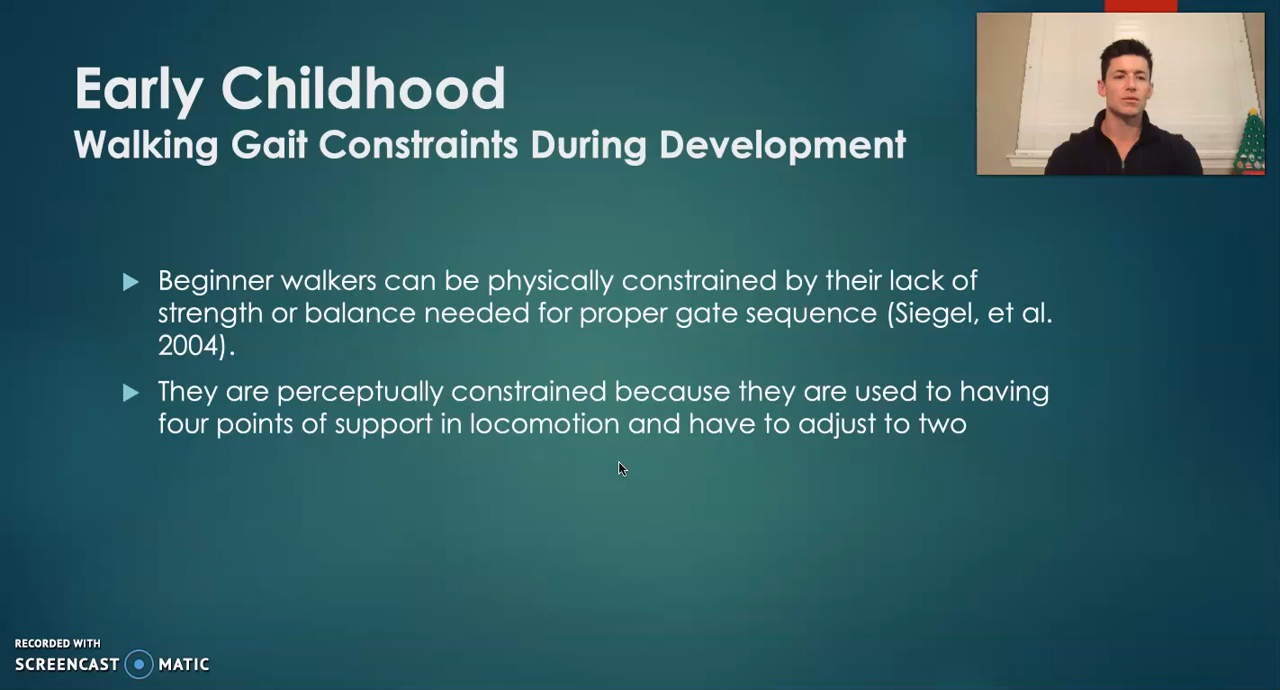 Early Childhood
Walking Gait Constraints During Development
Beginner walkers can be physically constrained by their lack of
strength or balance needed for proper gate sequence (Siegel, et al.
2004).
They are perceptually constrained because they are used to having
four points of support in locomotion and have to adjust to two
RECORDED WITH
SCREENCAST MATIC